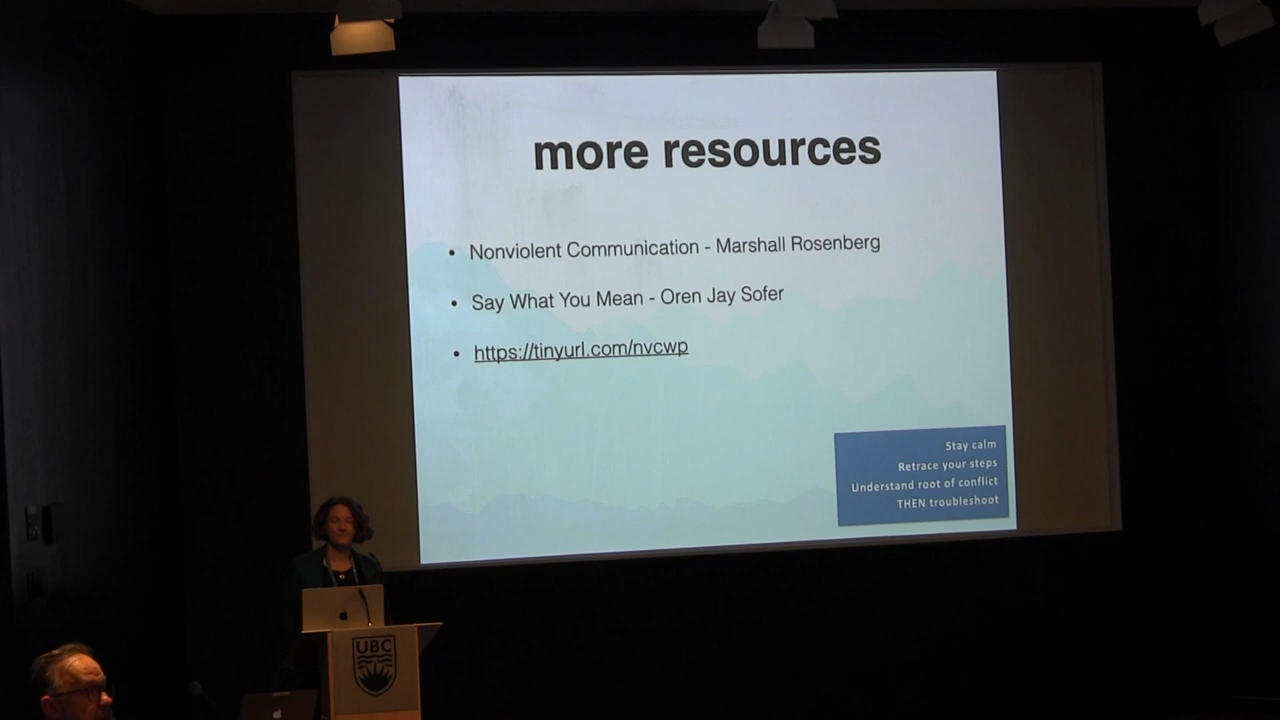 more resources
• Nonviolent Communication - Marshall Rosenberg
• Say What You Mean - Oren Jay Sofer
• https://tinyurl.com/nvcwp
Stay calm
Retrace your steps
Understand root of conflict
THEN troubleshoot
UBC